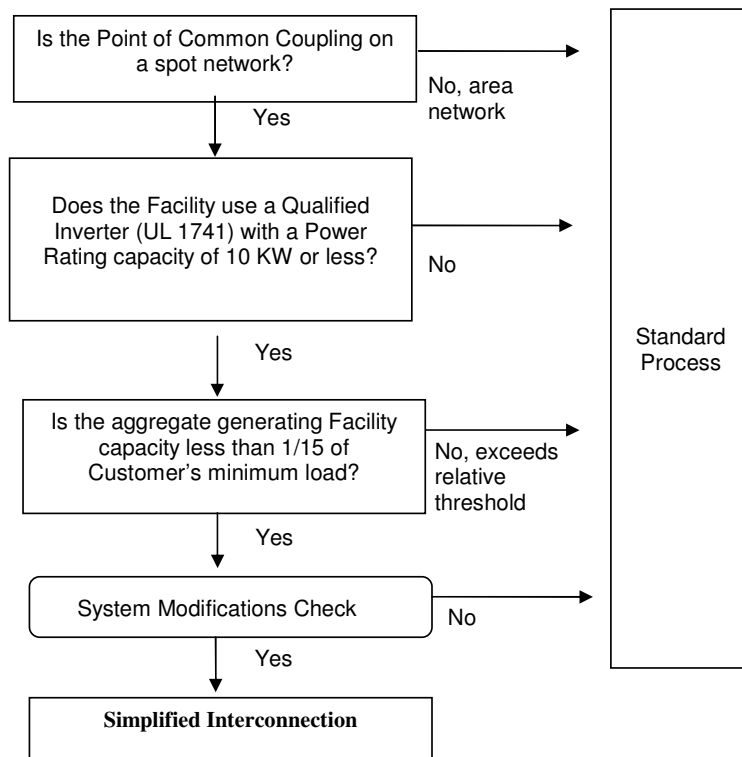 Is the Point of Common Coupling on
a spot network?
No, area
network
Yes
Does the Facility use a Qualified
Inverter (UL 1741) with a Power
Rating capacity of 10 KW or less?
No
Yes
Standard
Process
Is the aggregate generating Facility
capacity less than 1/15 of
Customer's minimum load?
No, exceeds
relative
threshold
Yes
System Modifications Check
No
Yes
Simplified Interconnection